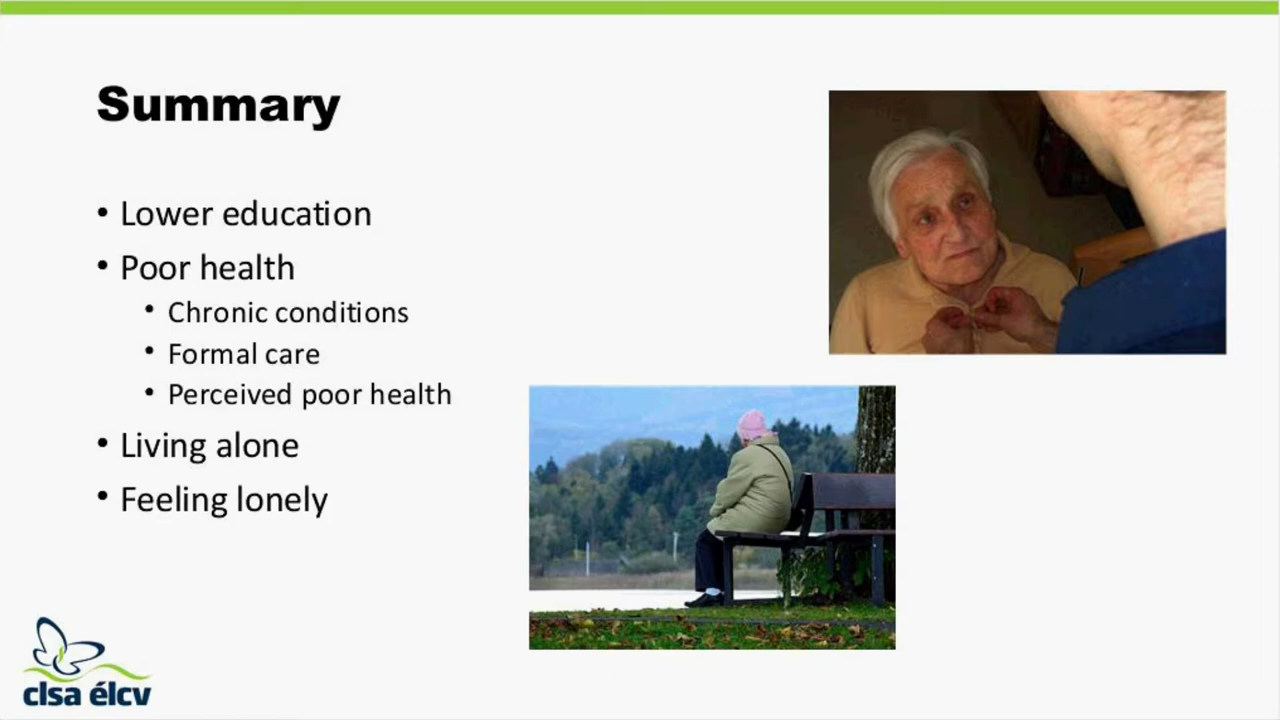 Summary
• Lower education
• Poor health
• Chronic conditions
• Formal care
• Perceived poor health
• Living alone
• Feeling lonely
clsa élcv